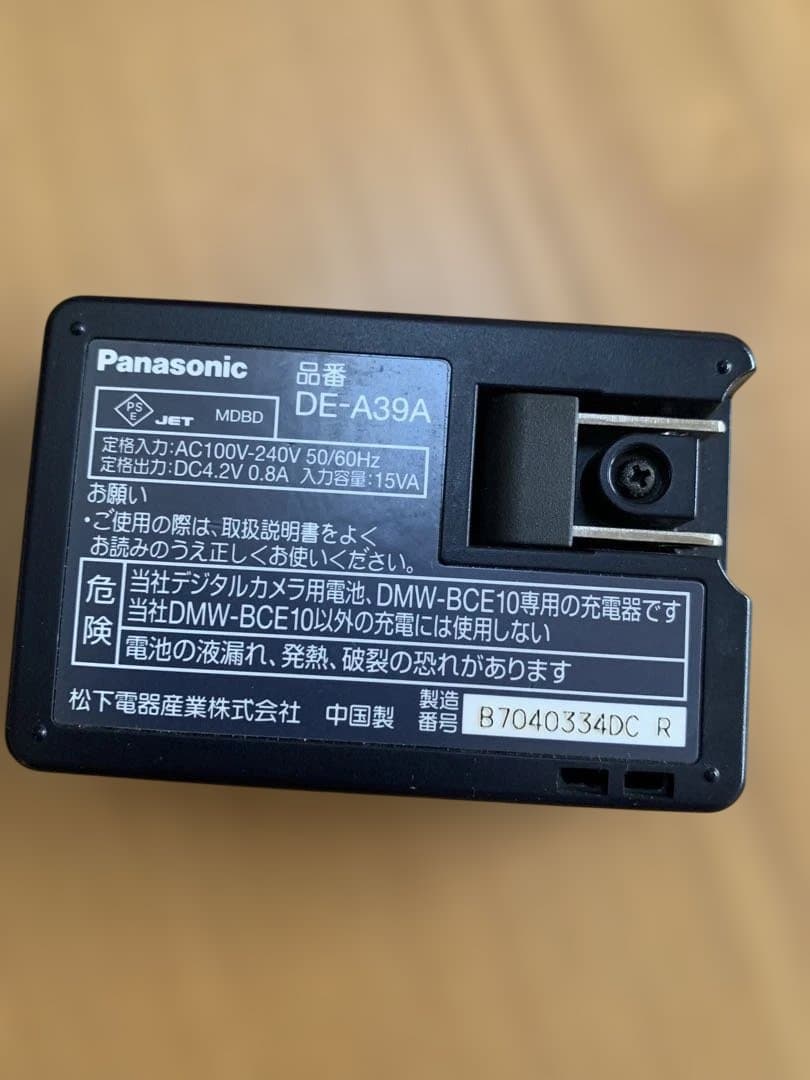 Panasonic
品番
DE-A39A
PS
E
JET MDBD
定格入力:AC100V-240V 50/60Hz
定格出力:DC4.2V 0.8A 入力容量:15VA
お願い
・ご使用の際は、取扱説明書をよく
お読みのうえ正しくお使いください。
危険
当社デジタルカメラ用電池、DMW-BCE10専用の充電器です
当社DMW-BCE10以外の充電には使用しない
電池の液漏れ、発熱、破裂の恐れがあります
松下電器産業株式会社 中国製
製造
番号
B7040334DC R